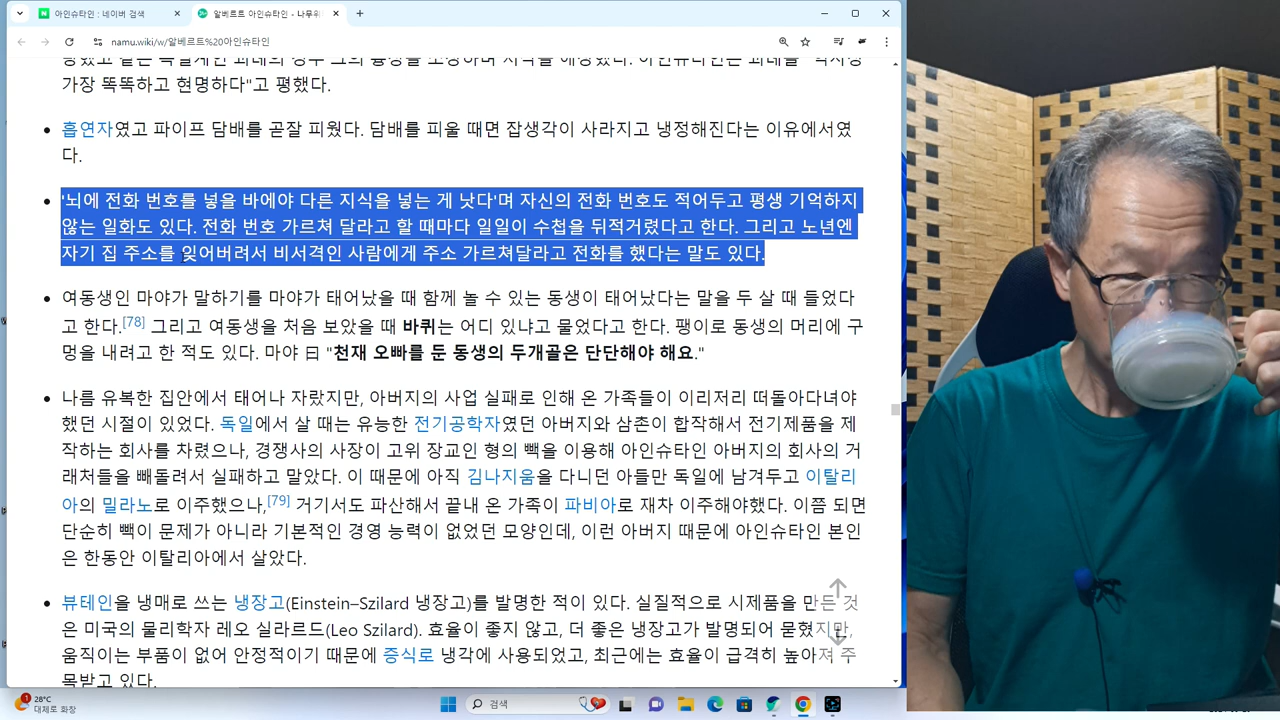 아인슈타인 : 네이버 검색
알베르트 아인슈타인 - 나무위
namu.wiki/w/알베르트%20아인슈타인
가장 똑똑하고 현명하다"고 평했다.
흡연자였고 파이프 담배를 곧잘 피웠다. 담배를 피울 때면 잡생각이 사라지고 냉정해진다는 이유에서였
다.
'뇌에 전화 번호를 넣을 바에야 다른 지식을 넣는 게 낫다'며 자신의 전화 번호도 적어두고 평생 기억하지
않는 일화도 있다. 전화 번호 가르쳐 달라고 할 때마다 일일이 수첩을 뒤적거렸다고 한다. 그리고 노년엔
자기 집 주소를 잊어버려서 비서격인 사람에게 주소 가르쳐달라고 전화를 했다는 말도 있다.
여동생인 마야가 말하기를 마야가 태어났을 때 함께 놀 수 있는 동생이 태어났다는 말을 두 살 때 들었다
고 한다.[78] 그리고 여동생을 처음 보았을 때 바퀴는 어디 있냐고 물었다고 한다. 팽이로 동생의 머리에 구
멍을 내려고 한 적도 있다. 마야 曰 "천재 오빠를 둔 동생의 두개골은 단단해야 해요."
나름 유복한 집안에서 태어나 자랐지만, 아버지의 사업 실패로 인해 온 가족들이 이리저리 떠돌아다녀야
했던 시절이 있었다. 독일에서 살 때는 유능한 전기공학자였던 아버지와 삼촌이 합작해서 전기제품을 제
작하는 회사를 차렸으나, 경쟁사의 사장이 고위 장교인 형의 빽을 이용해 아인슈타인 아버지의 회사의 거
래처들을 빼돌려서 실패하고 말았다. 이 때문에 아직 김나지움을 다니던 아들만 독일에 남겨두고 이탈리
아의 밀라노로 이주했으나,[79] 거기서도 파산해서 끝내 온 가족이 파비아로 재차 이주해야했다. 이쯤 되면
단순히 빽이 문제가 아니라 기본적인 경영 능력이 없었던 모양인데, 이런 아버지 때문에 아인슈타인 본인
은 한동안 이탈리아에서 살았다.
뷰테인을 냉매로 쓰는 냉장고(Einstein–Szilard 냉장고)를 발명한 적이 있다. 실질적으로 시제품을 만든 것
은 미국의 물리학자 레오 실라르드(Leo Szilard). 효율이 좋지 않고, 더 좋은 냉장고가 발명되어 묻혔지만,
움직이는 부품이 없어 안정적이기 때문에 증식로 냉각에 사용되었고, 최근에는 효율이 급격히 높아져 주
목받고 있다.
1
28°C
대체로 화창
검색